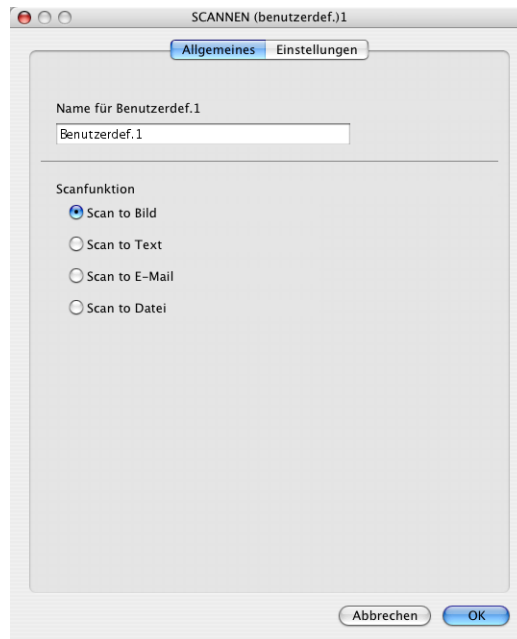 SCANNEN (benutzerdef.)1
Allgemeines Einstellungen
Name für Benutzerdef.1
Benutzerdef.1
Scanfunktion
Scan to Bild
Scan to Text
Scan to E-Mail
Scan to Datei
Abbrechen OK